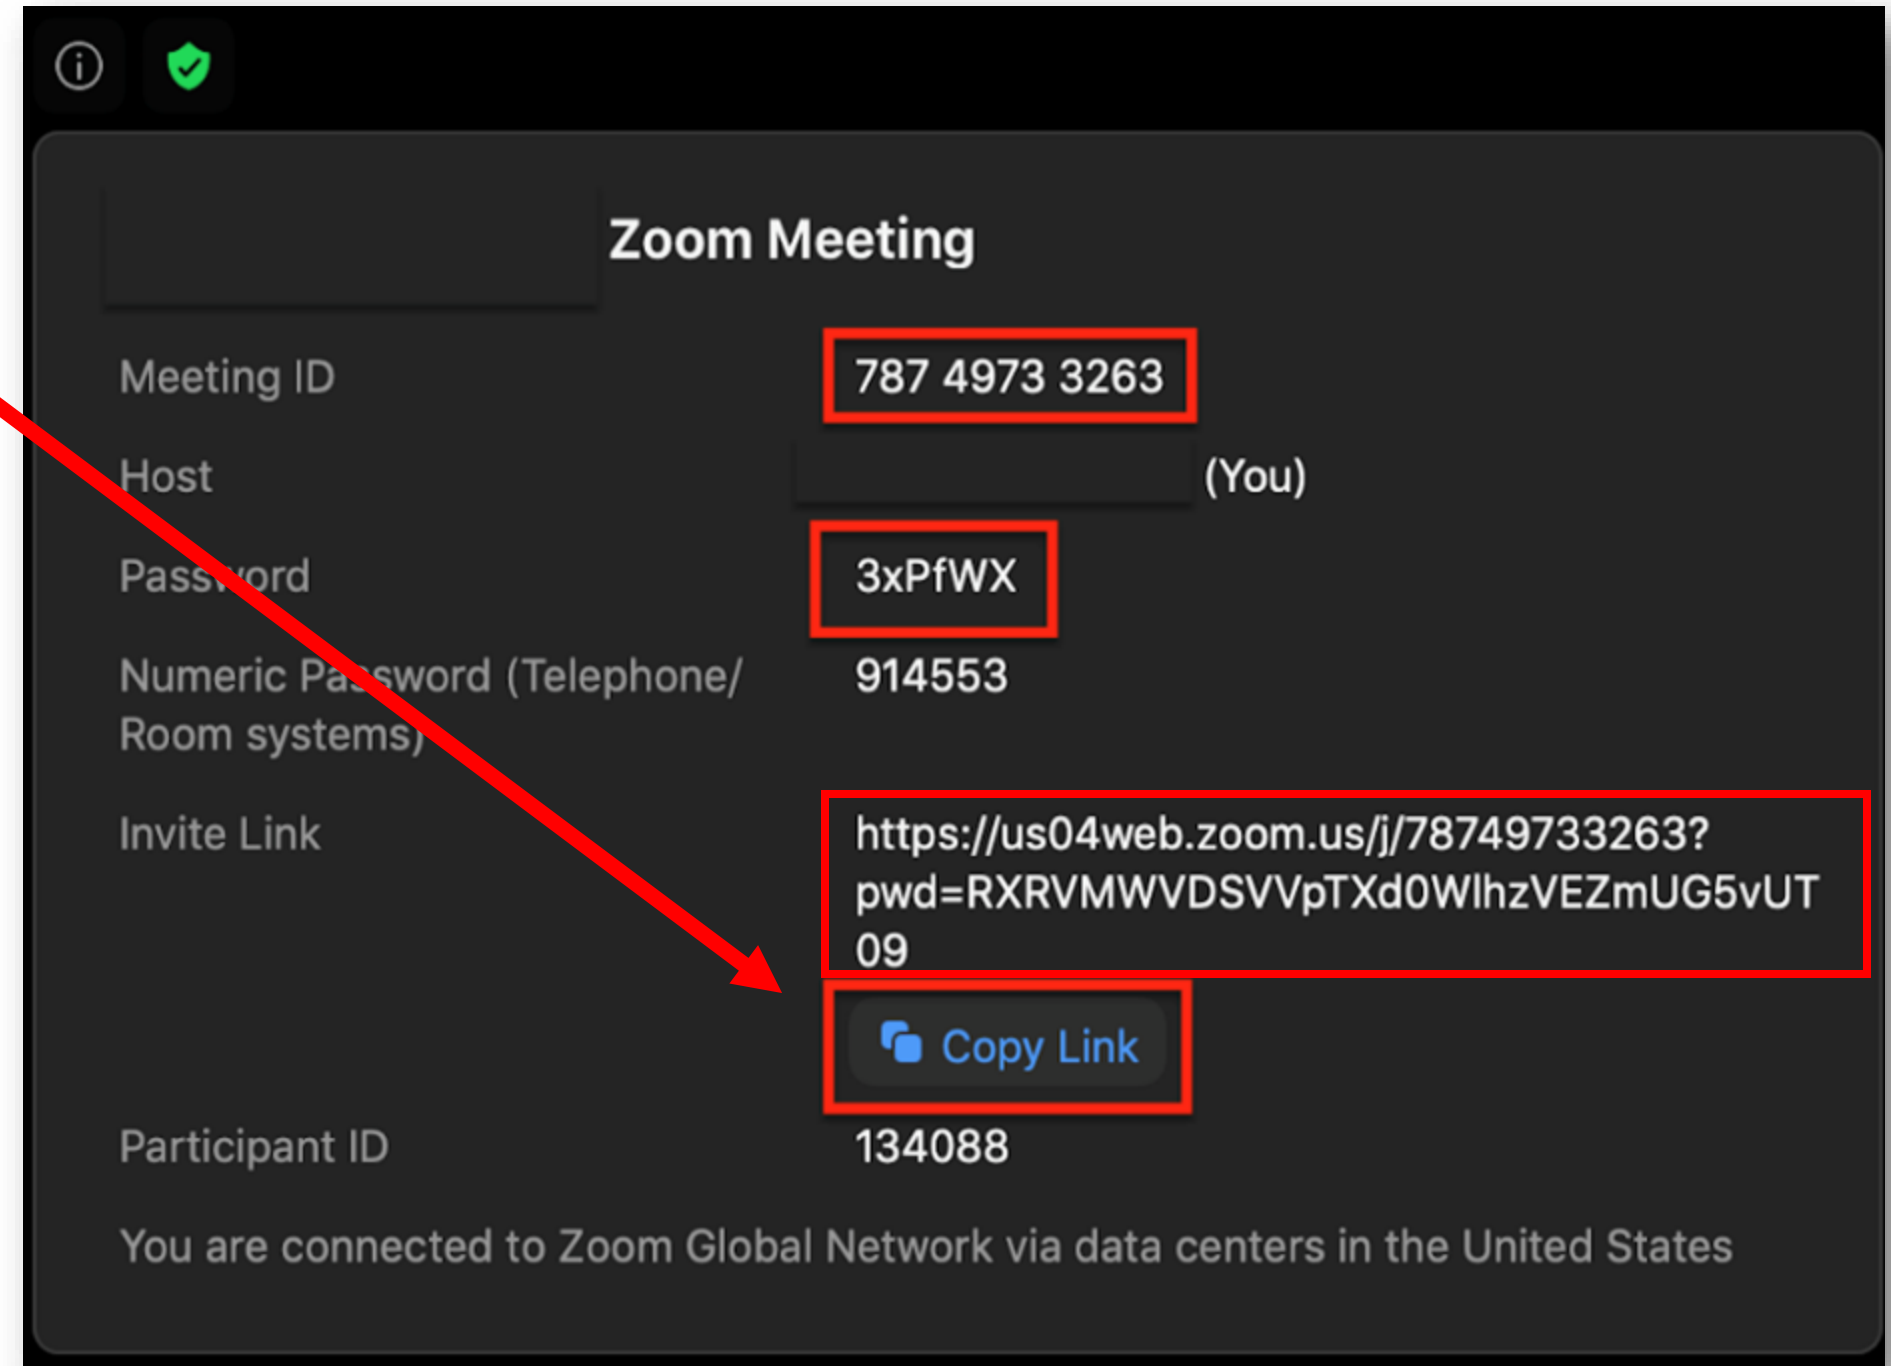 Zoom Meeting
Meeting ID 787 4973 3263
Host (You)
Password 3xPfWX
Numeric Password (Telephone/ 914553
Room systems)
Invite Link https://us04web.zoom.us/j/78749733263?
pwd=RXRVMWVDSVVpTXd0WlhzVEZmUG5vUT
09
Copy Link
Participant ID 134088
You are connected to Zoom Global Network via data centers in the United States